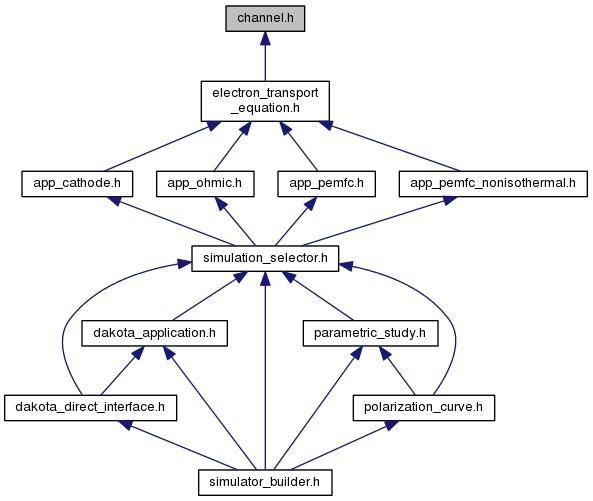 channel.h
electron_transport
_equation.h
app_cathode.h
app_ohmic.h
app_pemfc.h
app_pemfc_nonisothermal.h
simulation_selector.h
dakota_application.h
parametric_study.h
dakota_direct_interface.h
polarization_curve.h
simulator_builder.h